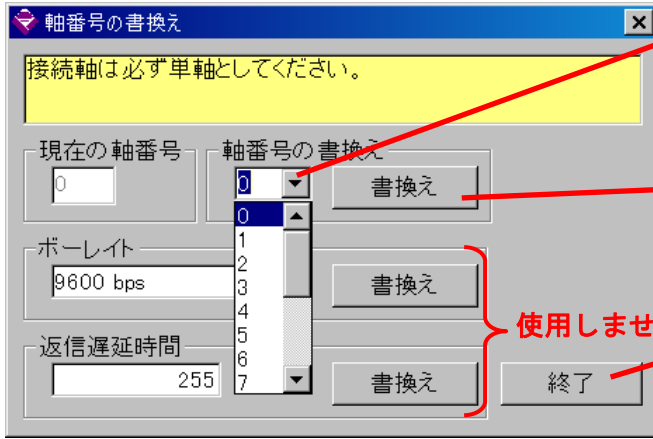 軸番号の書換え
接続軸は必ず単軸としてください。
現在の軸番号
軸番号の書換え
0
0
書換え
0
1
2
3
4
5
6
7
ボーレイト
9600 bps
書換え
使用しませ
返信遅延時間
255
書換え
終了